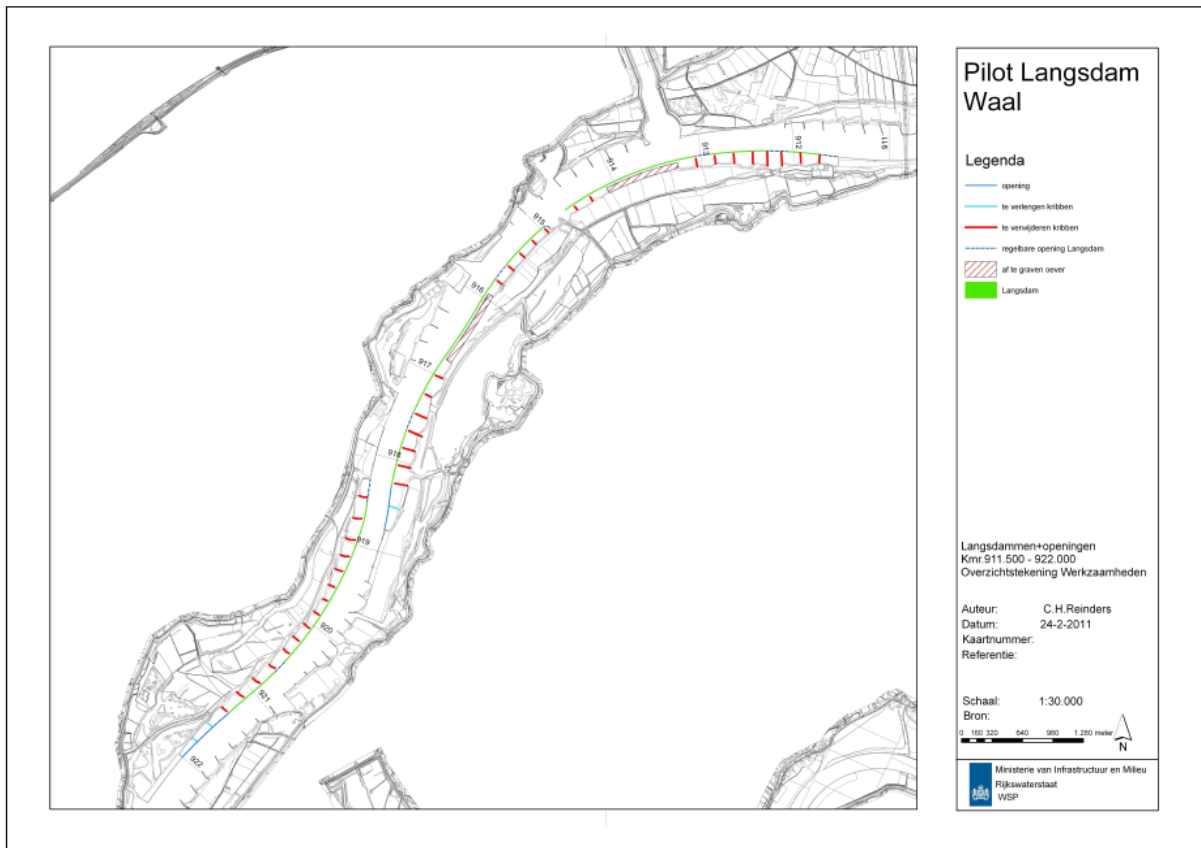 Pilot Langsdam
Waal
Legenda
opening
te verlengen kribben
te verwijderen kribben
regelbare opening Langsdam
af te graven oever
Langsdam
Langsdammen+openingen
Kmr.911.500 - 922.000
Overzichtstekening Werkzaamheden
Auteur: C.H.Reinders
Datum: 24-2-2011
Kaartnummer:
Referentie:
Schaal: 1:30.000
Bron:
0 160 320 640 960 1.280 meter
N
Ministerie van Infrastructuur en Milieu
Rijkswaterstaat
WSP
911
912
913
914
915
916
917
918
919
920
921
922